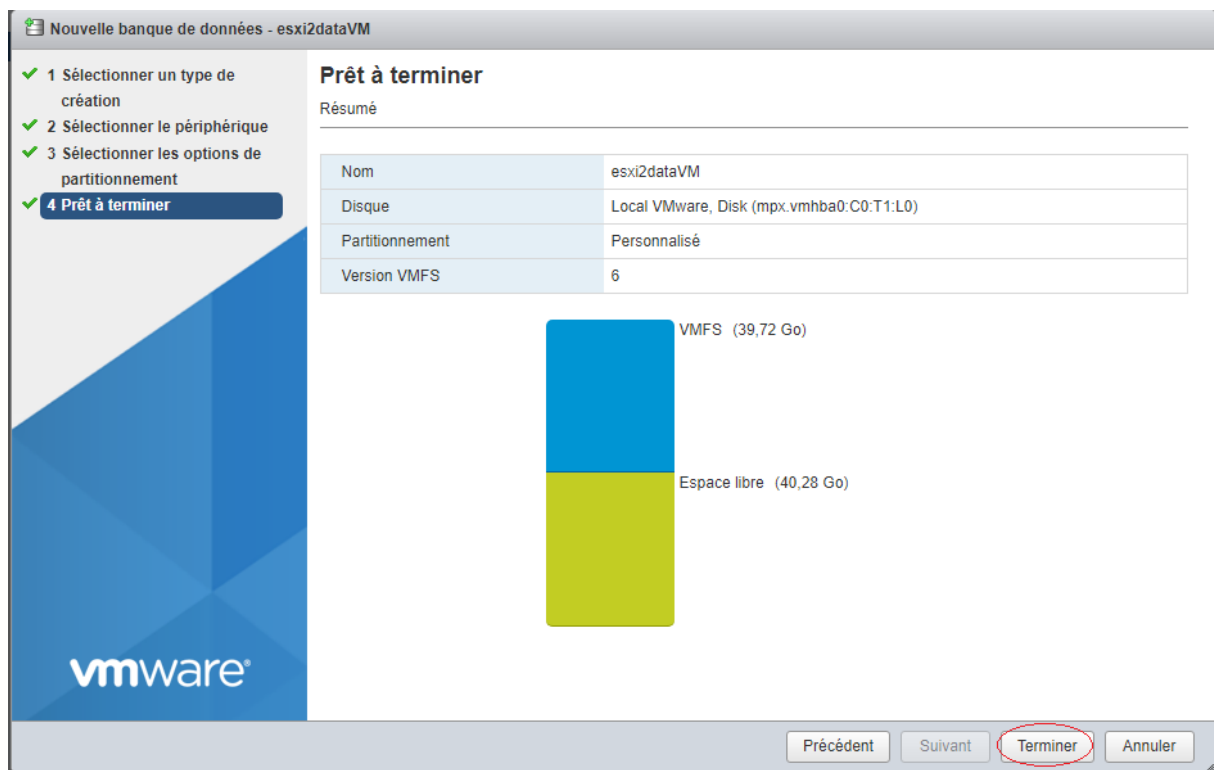 Nouvelle banque de données - esxi2dataVM
1 Sélectionner un type de
création
2 Sélectionner le périphérique
3 Sélectionner les options de
partitionnement
4 Prêt à terminer
Prêt à terminer
Résumé
Nom esxi2dataVM
Disque Local VMware, Disk (mpx.vmhba0:C0:T1:L0)
Partitionnement Personnalisé
Version VMFS 6
VMFS (39,72 Go)
Espace libre (40,28 Go)
vmware®
Précédent Suivant Terminer Annuler